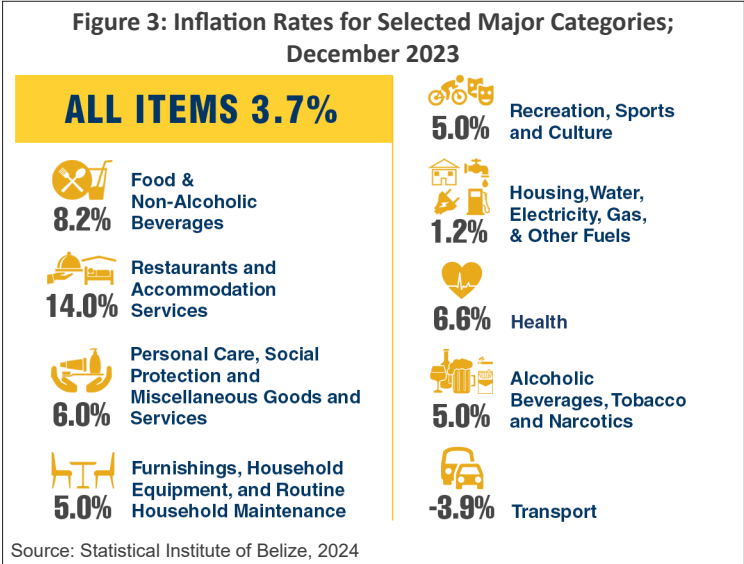 Figure 3: Inflation Rates for Selected Major Categories;
December 2023
ALL ITEMS 3.7%
8.2%
Food &
Non-Alcoholic
Beverages
14.0%
Restaurants and
Accommodation
Services
6.0%
Personal Care, Social
Protection and
Miscellaneous Goods and
Services
5.0%
Furnishings, Household
Equipment, and Routine
Household Maintenance
5.0%
Recreation, Sports
and Culture
1.2%
Housing,Water,
Electricity, Gas,
& Other Fuels
6.6%
Health
5.0%
Alcoholic
Beverages, Tobacco
and Narcotics
-3.9%
Transport
Source: Statistical Institute of Belize, 2024